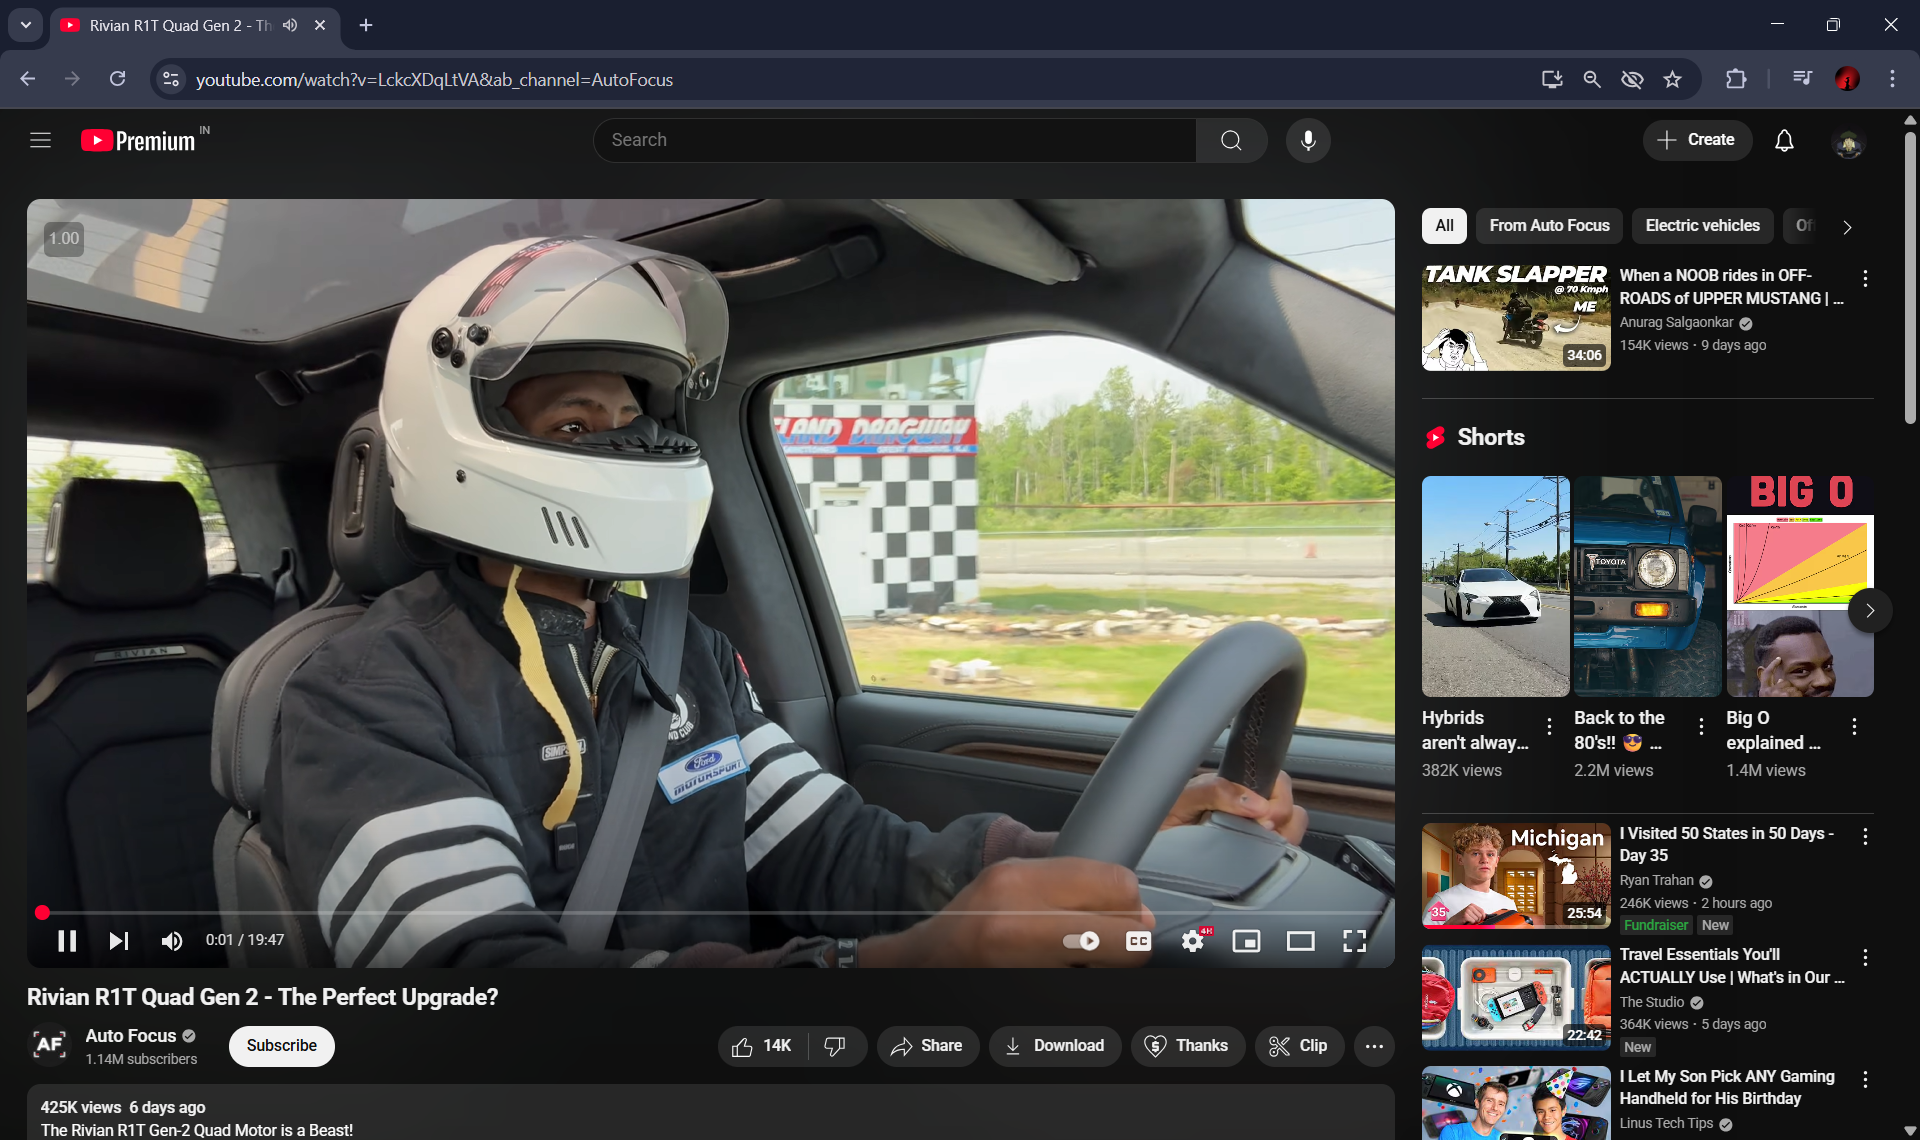 Rivian R1T Quad Gen 2 - Th
youtube.com/watch?v=LckcXDqLtVA&ab_channel=AutoFocus
Premium IN
Search
Create
1.00
LAND DRAGWAY
RIVIAN
SIMPSON
Ford
MOTORSPORT
0:01 / 19:47
CC
4K
Rivian R1T Quad Gen 2 - The Perfect Upgrade?
AF
Auto Focus
1.14M subscribers
Subscribe
14K
Share
Download
Thanks
Clip
425K views 6 days ago
The Rivian R1T Gen-2 Quad Motor is a Beast!
All
From Auto Focus
Electric vehicles
Of
TANK SLAPPER
@ 70 Kmph
ME
34:06
When a NOOB rides in OFF-
ROADS of UPPER MUSTANG | ...
Anurag Salgaonkar
154K views • 9 days ago
Shorts
TOYOTA
BIG O
Hybrids
aren't alway...
382K views
Back to the
80's!! 😎 ...
2.2M views
Big O
explained ...
1.4M views
Michigan
35
25:54
I Visited 50 States in 50 Days -
Day 35
Ryan Trahan
246K views • 2 hours ago
Fundraiser
New
22:42
Travel Essentials You'll
ACTUALLY Use | What's in Our ...
The Studio
364K views • 5 days ago
New
I Let My Son Pick ANY Gaming
Handheld for His Birthday
Linus Tech Tips